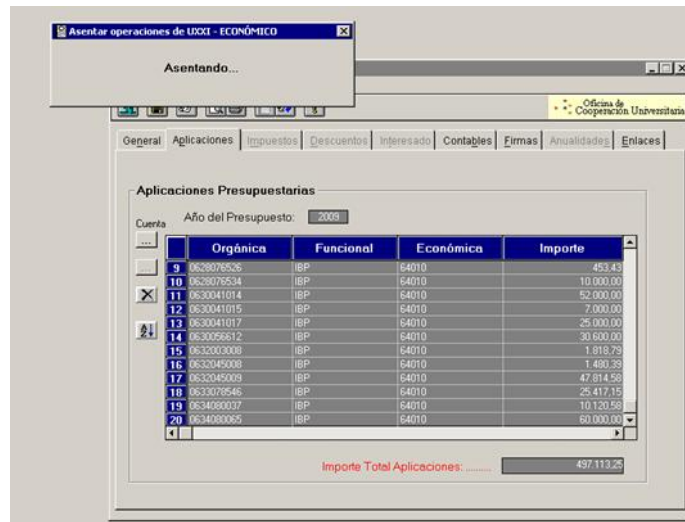 Asentar operaciones de UXXI - ECONÓMICO
Asentando...
Oficina de
Cooperación Universitaria
General Aplicaciones Impuestos Descuentos Interesado Contables Firmas Anualidades Enlaces
Aplicaciones Presupuestarias
Cuenta Año del Presupuesto: 2009
Orgánica Funcional Económica Importe
9 0628076526 IBP 64010 453,43
10 0628076534 IBP 64010 10.000,00
11 0630041014 IBP 64010 52.000,00
12 0630041015 IBP 64010 7.000,00
13 0630041017 IBP 64010 25.000,00
14 0630056612 IBP 64010 30.600,00
15 0632003008 IBP 64010 1.818,79
16 0632045008 IBP 64010 1.480,39
17 0632045009 IBP 64010 47.814,58
18 0633078546 IBP 64010 25.417,15
19 0634080037 IBP 64010 10.120,58
20 0634080065 IBP 64010 60.000,00
Importe Total Aplicaciones: ......... 497.113,25